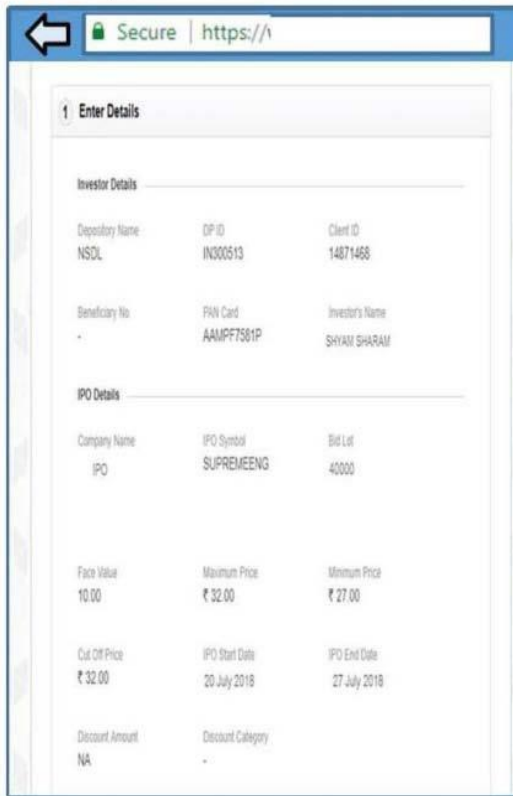 Secure | https://
1 Enter Details
Investor Details
Depository Name DP ID Client ID
NSDL IN300513 14871468
Beneficiary No PAN Card Investor's Name
- AAMPF7581P SHYAM SHARAM
IPO Details
Company Name IPO Symbol Bid Lot
IPO SUPREMEENG 40000
Face Value Maximum Price Minimum Price
10.00 ₹ 32.00 ₹ 27.00
Cut Off Price IPO Start Date IPO End Date
₹ 32.00 20 July 2018 27 July 2018
Discount Amount Discount Category
NA -